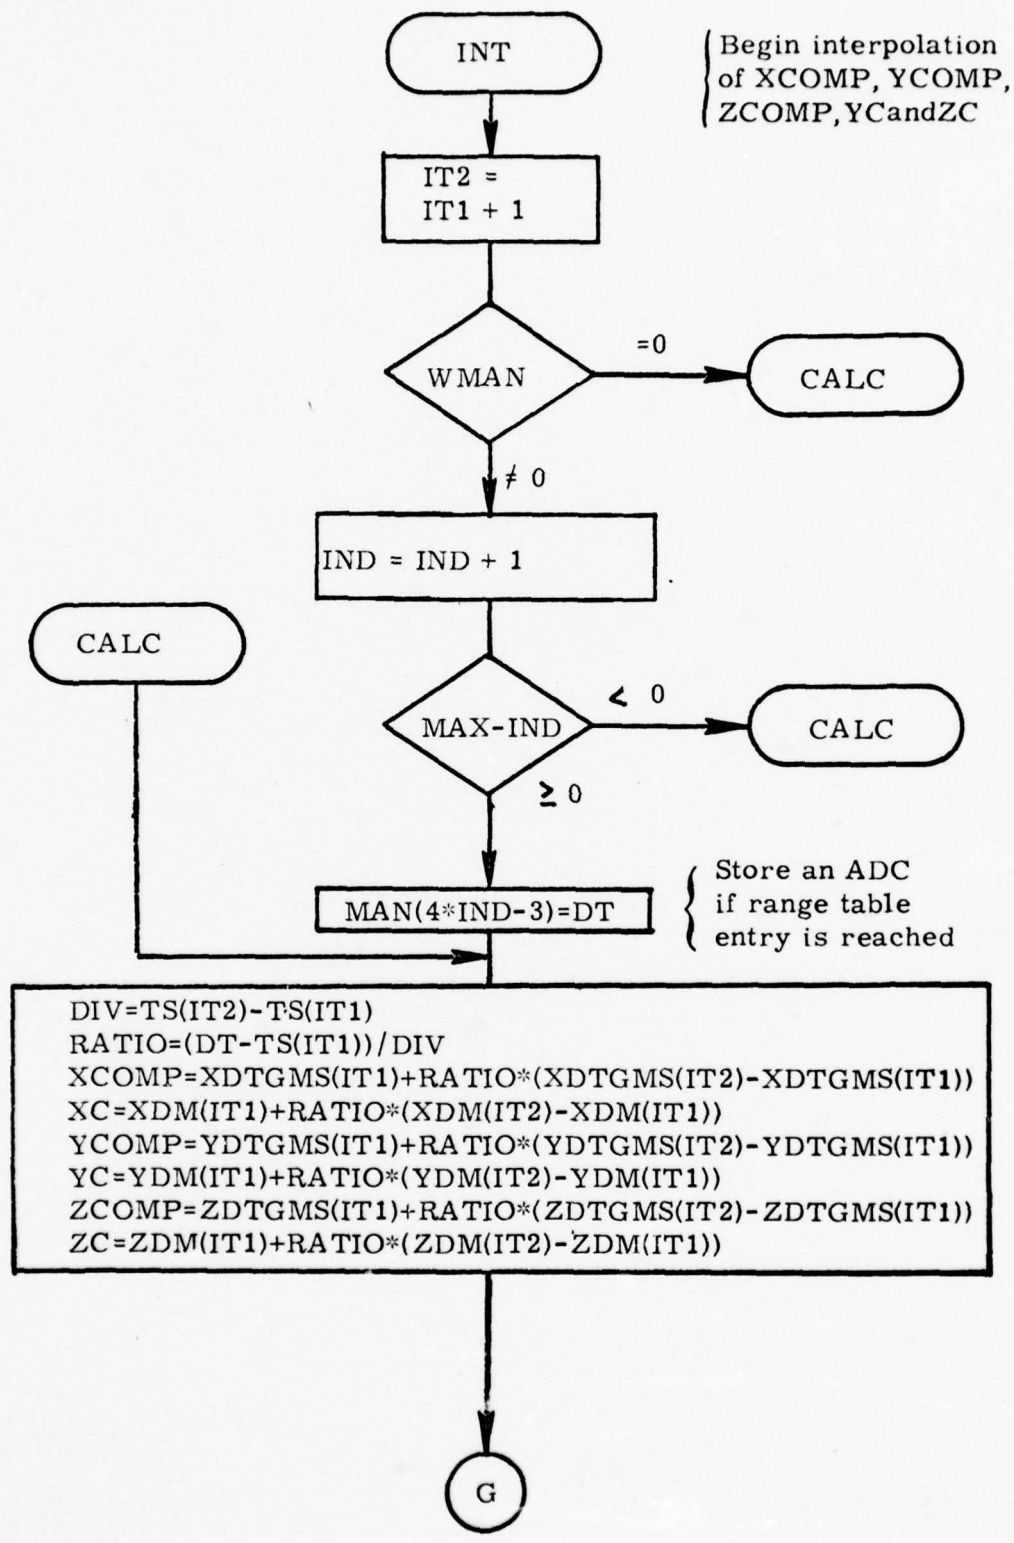 INT
Begin interpolation
of XCOMP, YCOMP,
ZCOMP,YCandZC
IT2 =
IT1 + 1
WMAN
=0
CALC
≠ 0
IND = IND + 1
CALC
MAX-IND
< 0
CALC
≥ 0
MAN(4*IND-3)=DT
Store an ADC
if range table
entry is reached
DIV=TS(IT2)-TS(IT1)
RATIO=(DT-TS(IT1))/DIV
XCOMP=XDTGMS(IT1)+RATIO*(XDTGMS(IT2)-XDTGMS(IT1))
XC=XDM(IT1)+RATIO*(XDM(IT2)-XDM(IT1))
YCOMP=YDTGMS(IT1)+RATIO*(YDTGMS(IT2)-YDTGMS(IT1))
YC=YDM(IT1)+RATIO*(YDM(IT2)-YDM(IT1))
ZCOMP=ZDTGMS(IT1)+RATIO*(ZDTGMS(IT2)-ZDTGMS(IT1))
ZC=ZDM(IT1)+RATIO*(ZDM(IT2)-ZDM(IT1))
G